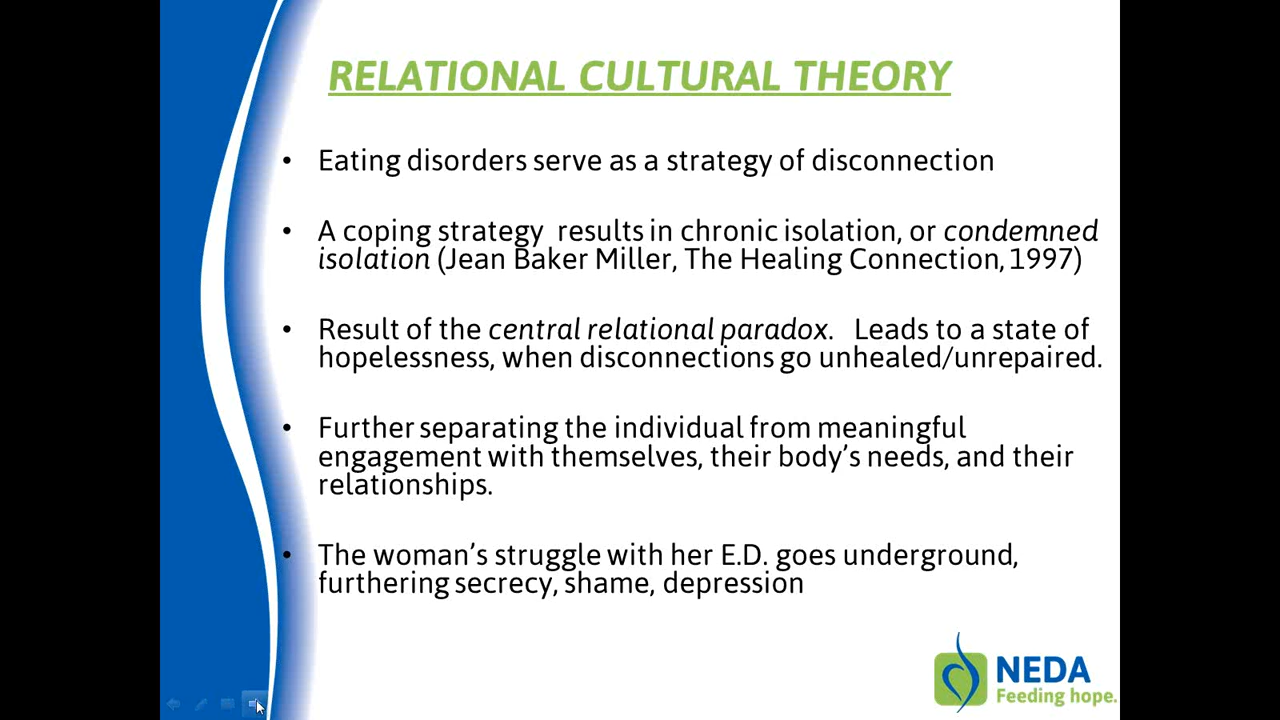 RELATIONAL CULTURAL THEORY
• Eating disorders serve as a strategy of disconnection
• A coping strategy  results in chronic isolation, or condemned
isolation (Jean Baker Miller, The Healing Connection, 1997)
• Result of the central relational paradox.   Leads to a state of
hopelessness, when disconnections go unhealed/unrepaired.
• Further separating the individual from meaningful
engagement with themselves, their body's needs, and their
relationships.
• The woman's struggle with her E.D. goes underground,
furthering secrecy, shame, depression
NEDA
Feeding hope.